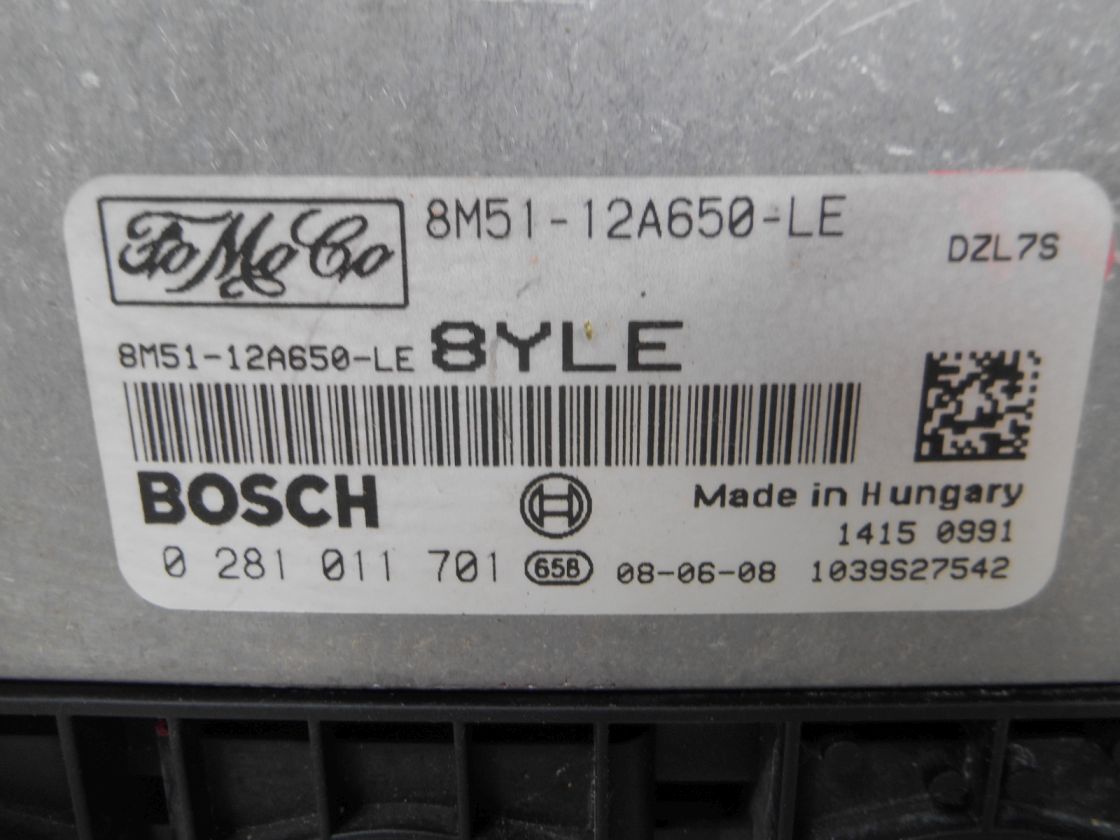 FoMoCo
8M51-12A650-LE
DZL7S
8M51-12A650-LE 8YLE
BOSCH
Made in Hungary
1415 0991
0 281 011 701 658 08-06-08 1039S27542